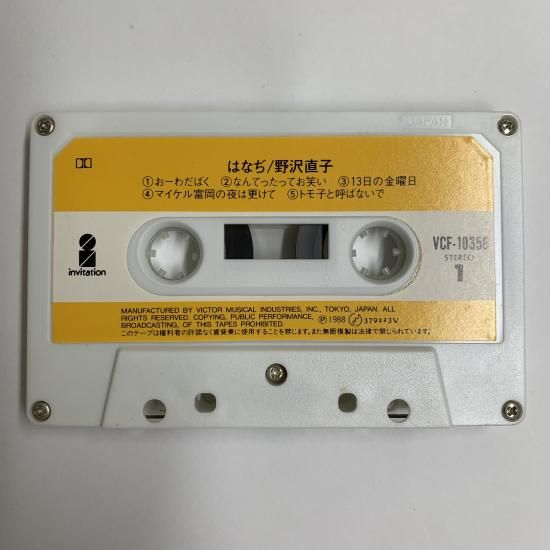 JAPAN
はなぢ/野沢直子
①おーわだばく ②なんてったってお笑い ③13日の金曜日
④マイケル富岡の夜は更けて ⑤トモ子と呼ばないで
invitation
VCF-10356
STEREO
1
MANUFACTURED BY VICTOR MUSICAL INDUSTRIES, INC., TOKYO, JAPAN. ALL
RIGHTS RESERVED. COPYING, PUBLIC PERFORMANCE,
BROADCASTING, OF THIS TAPES PROHIBITED. Ⓟ1988 379223V
このテープは権利者の許諾なく賃貸業に使用することを禁じます。また無断複製は法律で禁じられています。